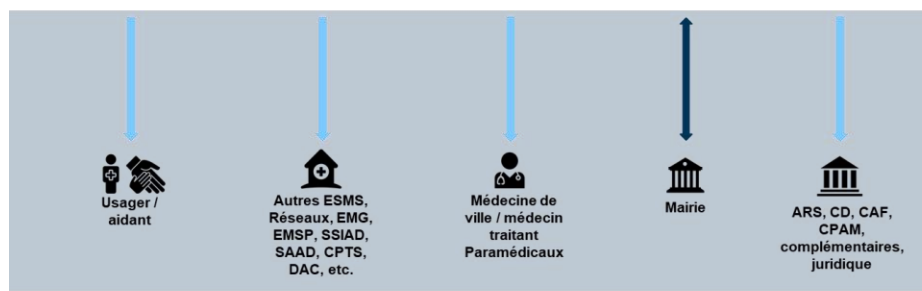 Usager /
aidant
Autres ESMS,
Réseaux, EMG,
EMSP, SSIAD,
SAAD, CPTS,
DAC, etc.
Médecine de
ville / médecin
traitant
Paramédicaux
Mairie
ARS, CD, CAF,
CPAM,
complémentaires,
juridique